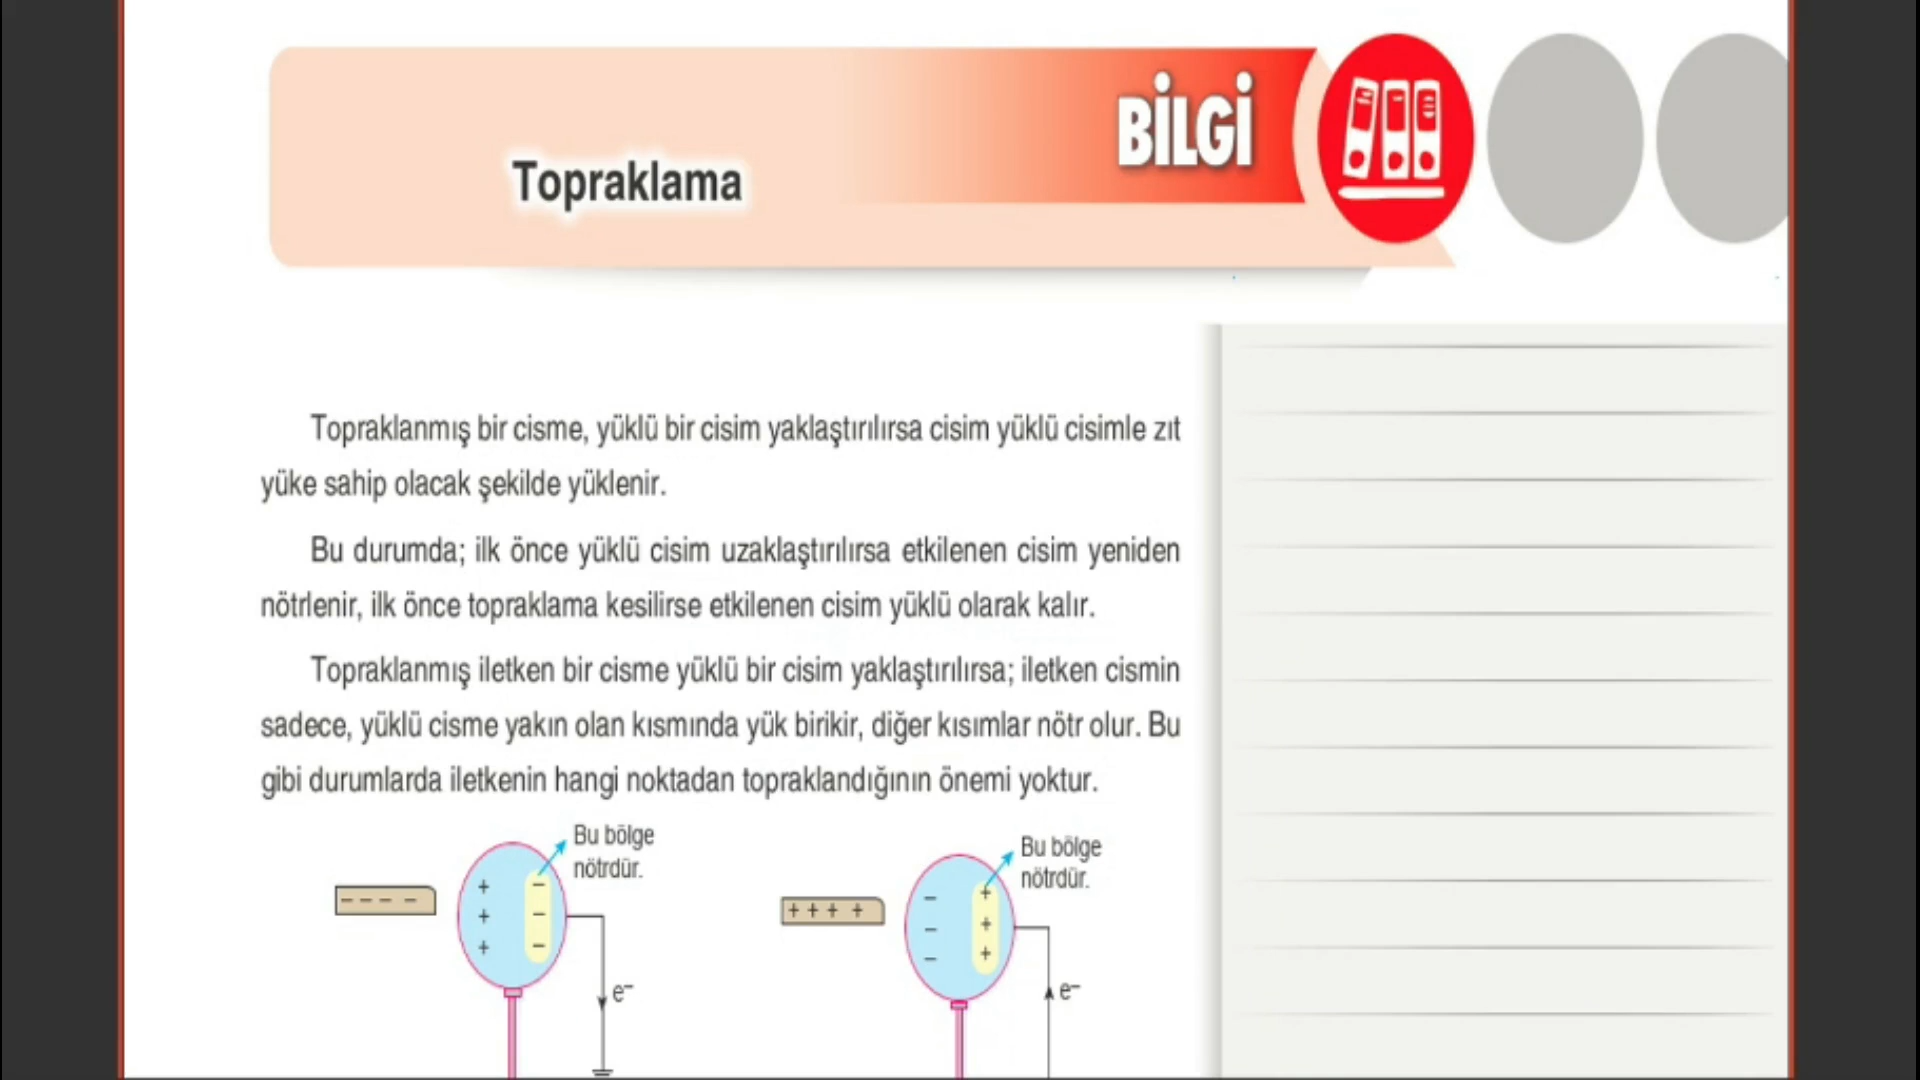 BİLGİ
Topraklama
Topraklanmış bir cisme, yüklü bir cisim yaklaştırılırsa cisim yüklü cisimle zıt
yüke sahip olacak şekilde yüklenir.
Bu durumda; ilk önce yüklü cisim uzaklaştırılırsa etkilenen cisim yeniden
nötrlenir, ilk önce topraklama kesilirse etkilenen cisim yüklü olarak kalır.
Topraklanmış iletken bir cisme yüklü bir cisim yaklaştırılırsa; iletken cismin
sadece, yüklü cisme yakın olan kısmında yük birikir, diğer kısımlar nötr olur. Bu
gibi durumlarda iletkenin hangi noktadan topraklandığının önemi yoktur.
Bu bölge
nötrdür.
− − − −
+ −
+ −
+ −
e⁻
Bu bölge
nötrdür.
+ + + +
− +
− +
− +
e⁻